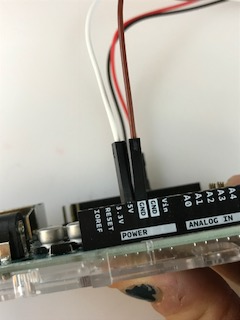 IOREF
RESET
3.3V
5V
GND
GND
Vin
A0
A1
A2
A3
A4
POWER
ANALOG IN